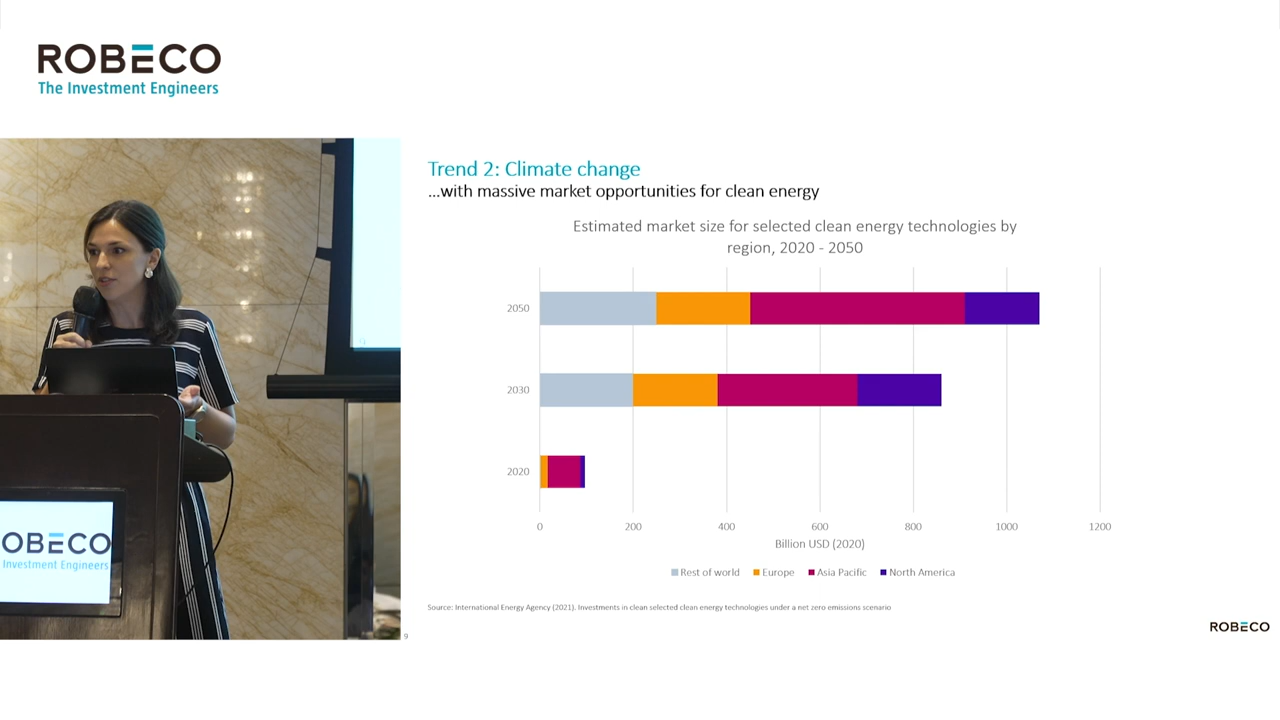 ROBECO
The Investment Engineers
Trend 2: Climate change
...with massive market opportunities for clean energy
Estimated market size for selected clean energy technologies by
region, 2020 - 2050
2050
2030
2020
0 200 400 600 800 1000 1200
Billion USD (2020)
Rest of world Europe Asia Pacific North America
Source: International Energy Agency (2021). Investments in clean selected clean energy technologies under a net zero emissions scenario
9
ROBECO
9
OBECO
Investment Engineers